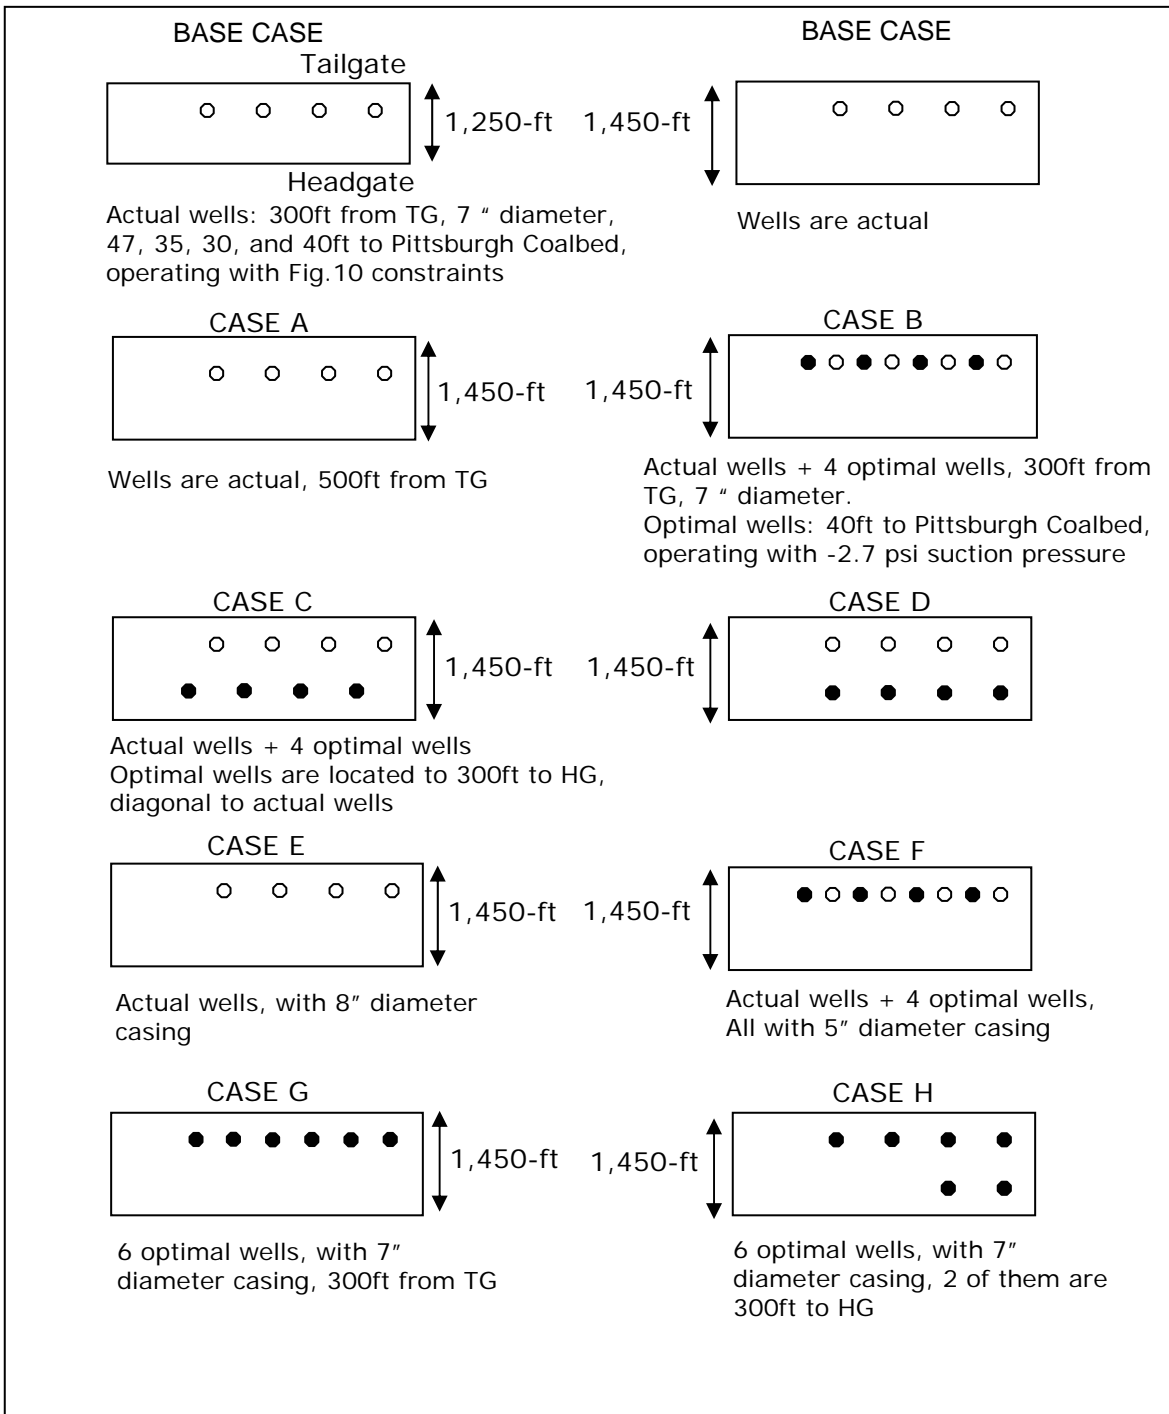 BASE CASE
Tailgate
1,250-ft
Headgate
Actual wells: 300ft from TG, 7 “ diameter,
47, 35, 30, and 40ft to Pittsburgh Coalbed,
operating with Fig.10 constraints
BASE CASE
1,450-ft
Wells are actual
CASE A
1,450-ft
Wells are actual, 500ft from TG
CASE B
1,450-ft
Actual wells + 4 optimal wells, 300ft from
TG, 7 “ diameter.
Optimal wells: 40ft to Pittsburgh Coalbed,
operating with -2.7 psi suction pressure
CASE C
1,450-ft
Actual wells + 4 optimal wells
Optimal wells are located to 300ft to HG,
diagonal to actual wells
CASE D
1,450-ft
CASE E
1,450-ft
Actual wells, with 8” diameter
casing
CASE F
1,450-ft
Actual wells + 4 optimal wells,
All with 5” diameter casing
CASE G
1,450-ft
6 optimal wells, with 7”
diameter casing, 300ft from TG
CASE H
1,450-ft
6 optimal wells, with 7”
diameter casing, 2 of them are
300ft to HG